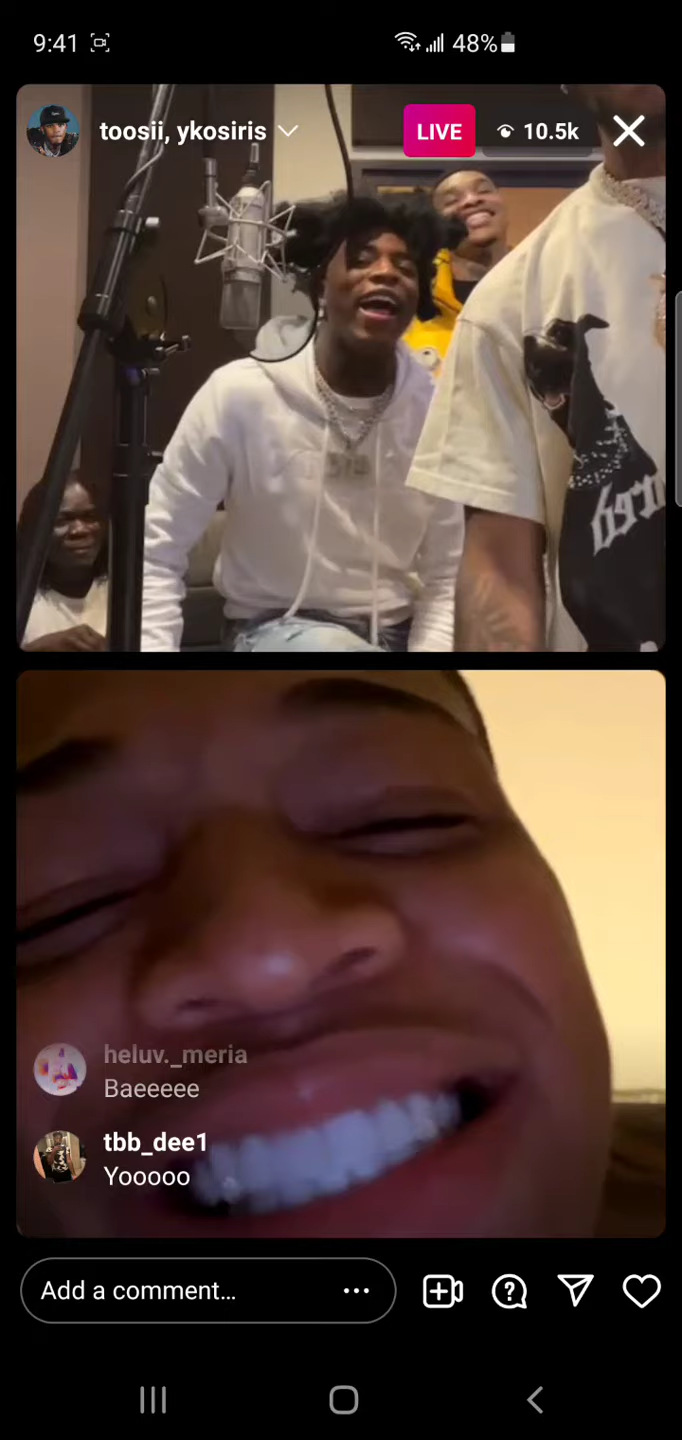 9:41
48%
toosii, ykosiris
LIVE
10.5k
heluv._meria
Baeeeee
tbb_dee1
Yooooo
Add a comment...